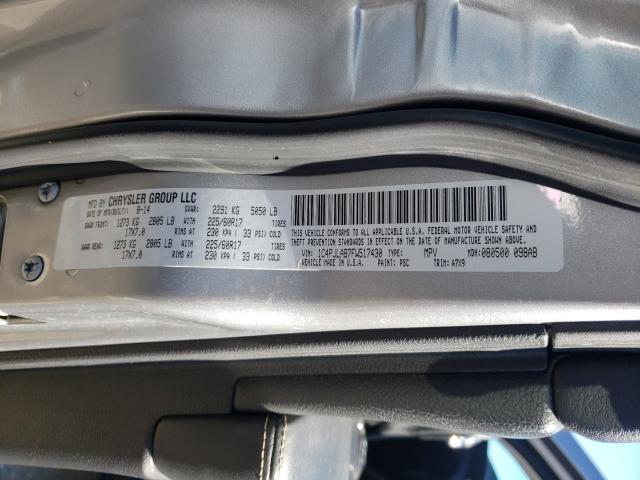 MFD BY CHRYSLER GROUP LLC
DATE OF MFR/BUILT: 8-14 GVWR: 2291 KG 5050 LB
GAWR FRONT: 1273 KG 2805 LB WITH 225/60R17 TIRES
17X7.0 RIMS AT 230 KPA ( 33 PSI) COLD
GAWR REAR: 1273 KG 2805 LB WITH 225/60R17 TIRES
17X7.0 RIMS AT 230 KPA ( 33 PSI) COLD
THIS VEHICLE CONFORMS TO ALL APPLICABLE U.S.A. FEDERAL MOTOR VEHICLE SAFETY AND
THEFT PREVENTION STANDARDS IN EFFECT ON THE DATE OF MANUFACTURE SHOWN ABOVE.
VIN: 1C4PJLAB7FW517430 TYPE: MPV MDH: 080500 098AB
VEHICLE MADE IN U.S.A. PAINT: PSC TRIM: A7X9